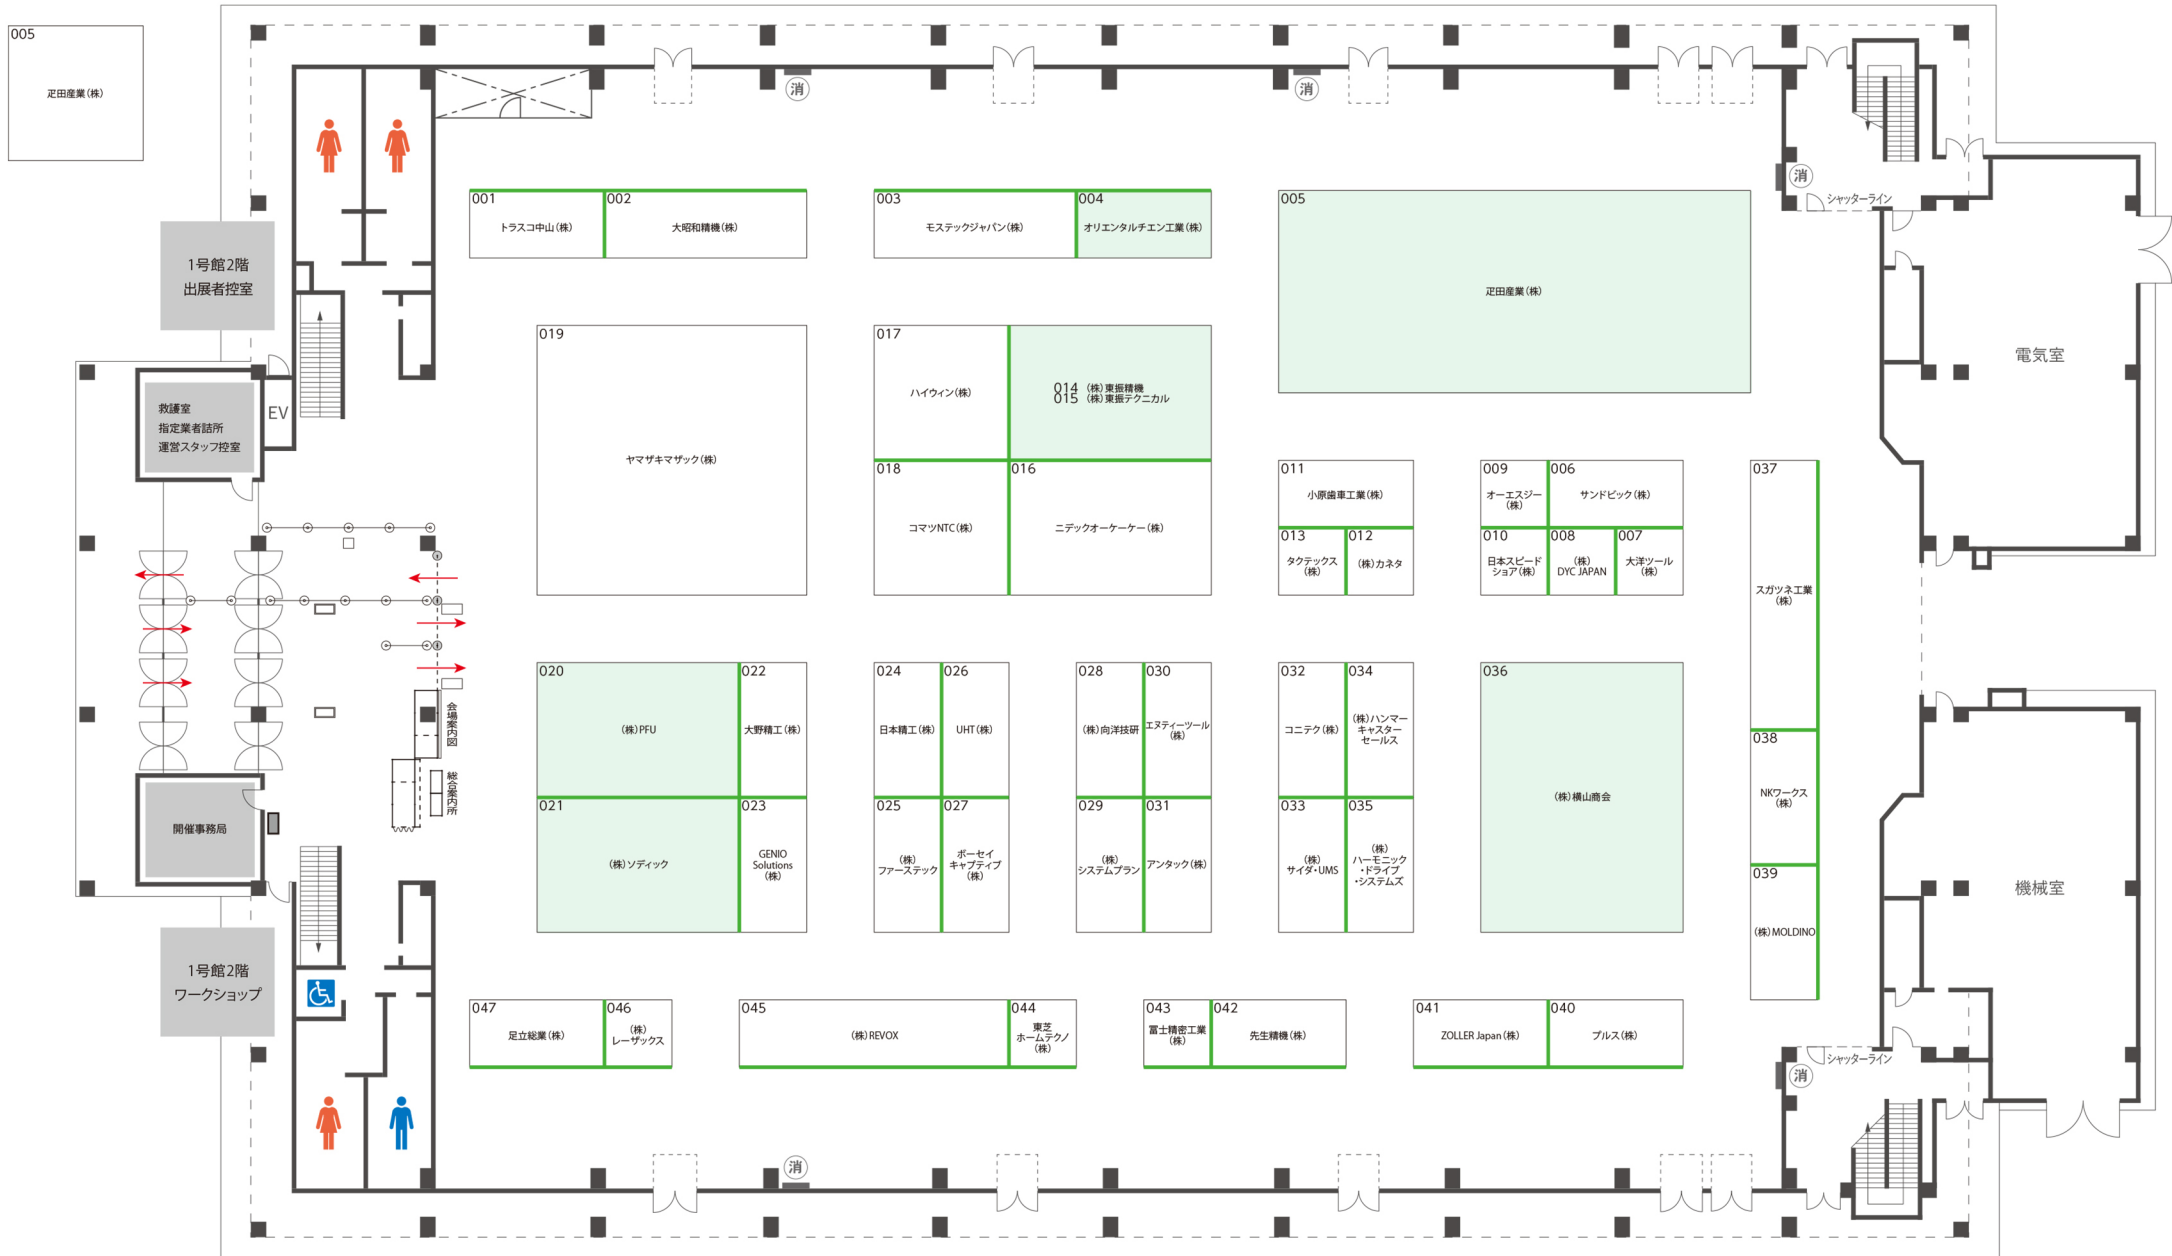 005
疋田産業(株)
消
消
消
シャッターライン
001
トラスコ中山(株)
002
大昭和精機(株)
003
モステックジャパン(株)
004
オリエンタルチエン工業(株)
005
疋田産業(株)
1号館2階
出展者控室
019
ヤマザキマザック(株)
017
ハイウィン(株)
014 (株)東振精機
015 (株)東振テクニカル
電気室
救護室
指定業者詰所
運営スタッフ控室
EV
018
コマツNTC(株)
016
ニデックオーケーケー(株)
011
小原歯車工業(株)
013
タクテックス
(株)
012
(株)カネタ
009
オーエスジー
(株)
006
サンドビック(株)
010
日本スピード
ショア(株)
008
(株)
DYC JAPAN
007
大洋ツール
(株)
037
スガツネ工業
(株)
020
(株)PFU
022
大野精工(株)
024
日本精工(株)
026
UHT(株)
028
(株)向洋技研
030
エヌティーツール
(株)
032
コニテク(株)
034
(株)ハンマー
キャスター
セールス
036
(株)横山商会
038
NKワークス
(株)
会場案内図
総合案内所
開催事務局
021
(株)ソディック
023
GENIO
Solutions
(株)
025
(株)
ファーステック
027
ボーセイ
キャプティブ
(株)
029
(株)
システムプラン
031
アンタック(株)
033
(株)
サイダ・UMS
035
(株)
ハーモニック
・ドライブ
・システムズ
039
(株)MOLDINO
機械室
1号館2階
ワークショップ
047
足立総業(株)
046
(株)
レーザックス
045
(株)REVOX
044
東芝
ホームテクノ
(株)
043
冨士精密工業
(株)
042
先生精機(株)
041
ZOLLER Japan(株)
040
プルス(株)
シャッターライン
消
消